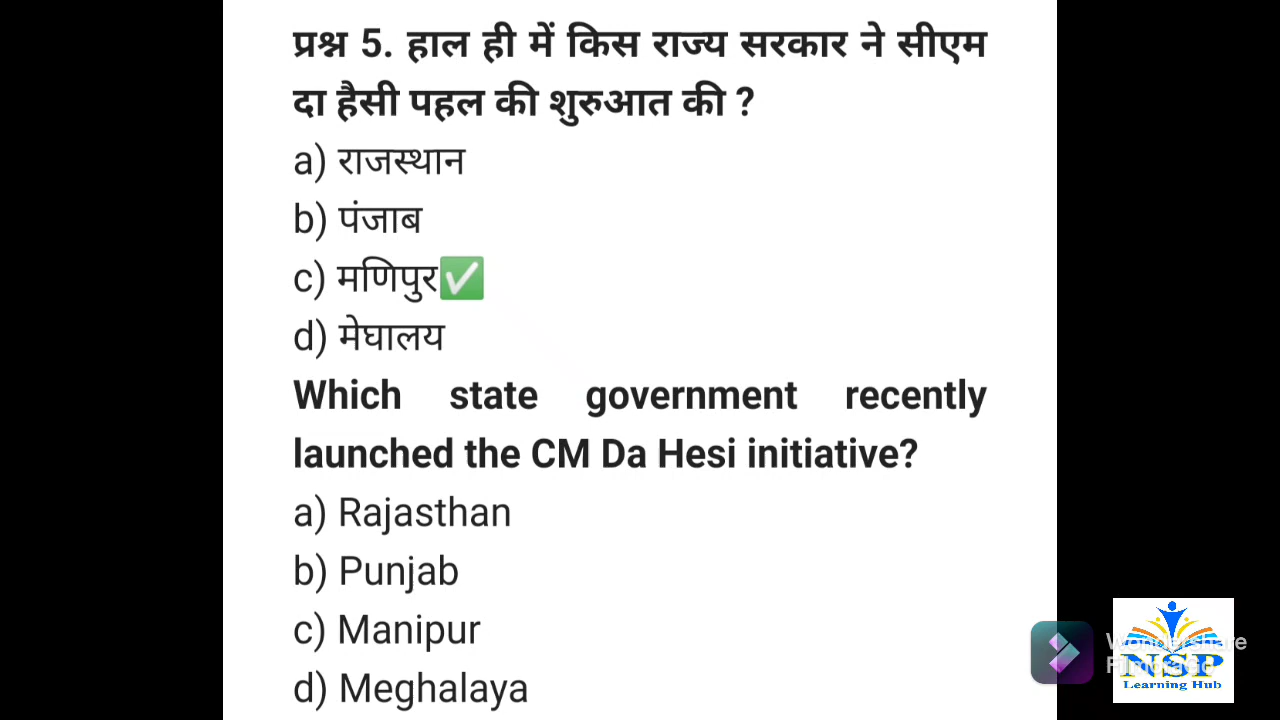 प्रश्न 5. हाल ही में किस राज्य सरकार ने सीएम
दा हैसी पहल की शुरुआत की ?
a) राजस्थान
b) पंजाब
c) मणिपुर✅
d) मेघालय
Which state government recently
launched the CM Da Hesi initiative?
a) Rajasthan
b) Punjab
c) Manipur
d) Meghalaya
Wondershare
NSP
Learning Hub